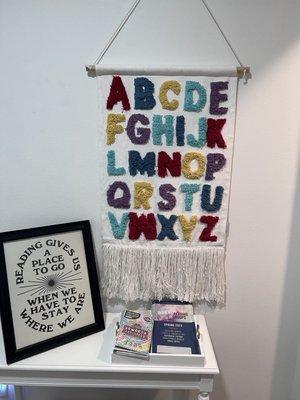 ABCDE
FGHIJK
LMNOP
QRSTU
VWXYZ
READING GIVES US
A
PLACE
TO GO
WHEN WE
HAVE TO
STAY
WHERE WE ARE
SPRING